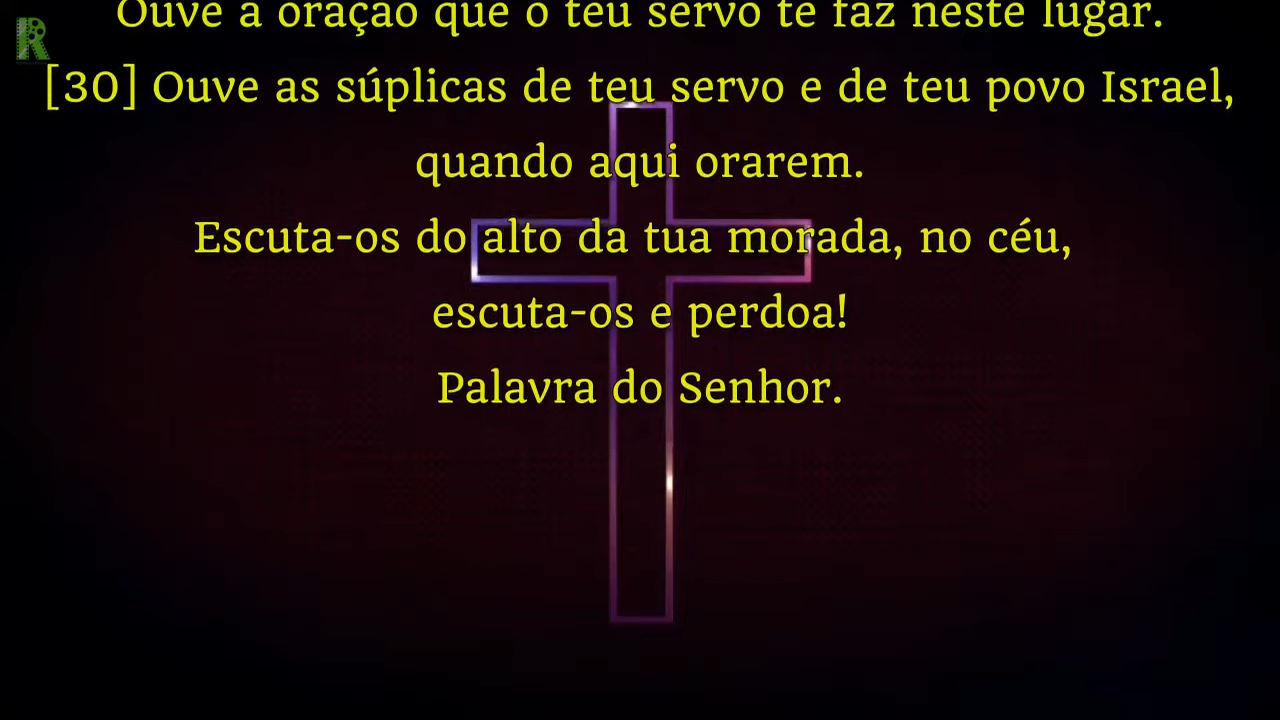 Ouve a oração que o teu servo te faz neste lugar.
[30] Ouve as súplicas de teu servo e de teu povo Israel,
quando aqui orarem.
Escuta-os do alto da tua morada, no céu,
escuta-os e perdoa!
Palavra do Senhor.